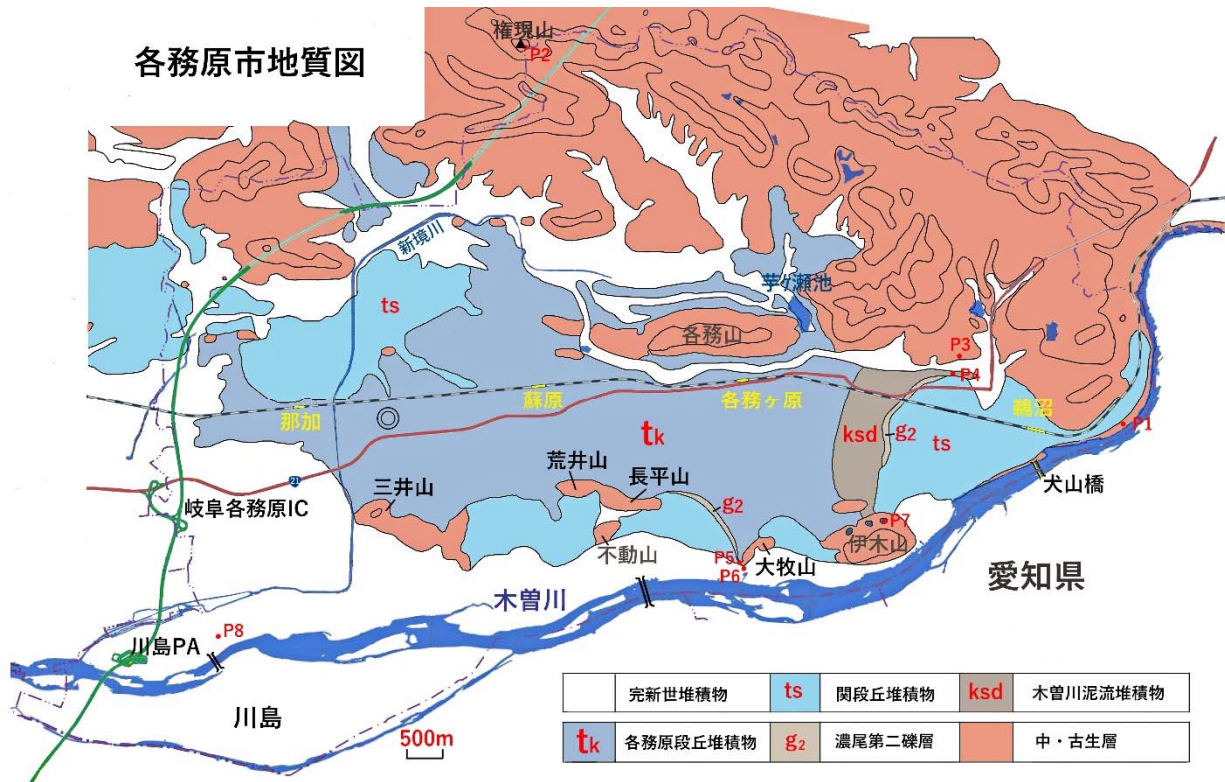 各務原市地質図
権現山
P2
新境川
ts
芋ヶ瀬池
各務山
P3
P4
那加
蘇原
各務ヶ原
鵜沼
P1
tk
ksd
g2
ts
犬山橋
21
岐阜各務原IC
三井山
荒井山
長平山
g2
不動山
P5
P6
大牧山
P7
伊木山
愛知県
木曽川
P8
川島PA
川島
500m
完新世堆積物
ts
関段丘堆積物
ksd
木曽川泥流堆積物
tk
各務原段丘堆積物
g2
濃尾第二礫層
中・古生層